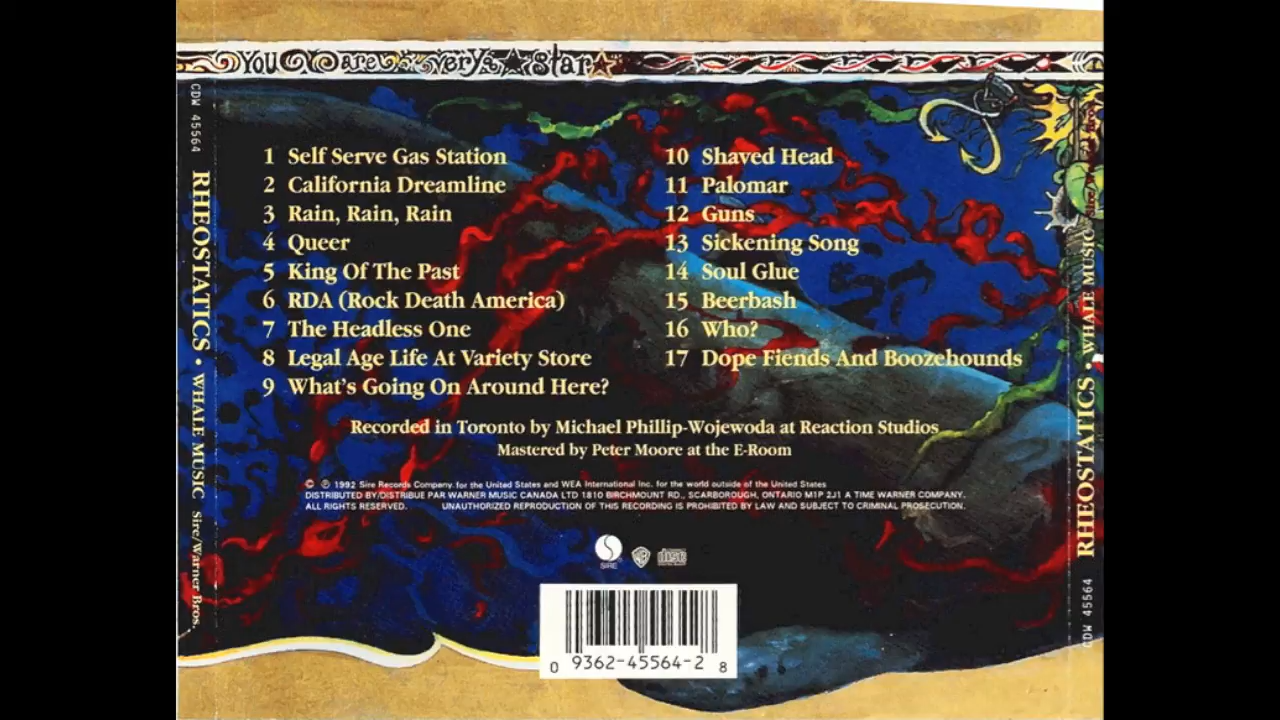 You are very star
CDW 45564
RHEOSTATICS • WHALE MUSIC Sire/Warner Bros.
1 Self Serve Gas Station
2 California Dreamline
3 Rain, Rain, Rain
4 Queer
5 King Of The Past
6 RDA (Rock Death America)
7 The Headless One
8 Legal Age Life At Variety Store
9 What's Going On Around Here?
10 Shaved Head
11 Palomar
12 Guns
13 Sickening Song
14 Soul Glue
15 Beerbash
16 Who?
17 Dope Fiends And Boozehounds
Recorded in Toronto by Michael Phillip-Wojewoda at Reaction Studios
Mastered by Peter Moore at the E-Room
© ℗ 1992 Sire Records Company for the United States and WEA International Inc. for the world outside of the United States
DISTRIBUTED BY/DISTRIBUE PAR WARNER MUSIC CANADA LTD 1810 BIRCHMOUNT RD., SCARBOROUGH, ONTARIO M1P 2J1 A TIME WARNER COMPANY.
ALL RIGHTS RESERVED. UNAUTHORIZED REPRODUCTION OF THIS RECORDING IS PROHIBITED BY LAW AND SUBJECT TO CRIMINAL PROSECUTION.
SIRE
WB
disc
0 9362-45564-2 8
RHEOSTATICS • WHALE MUSIC
CDW 45564